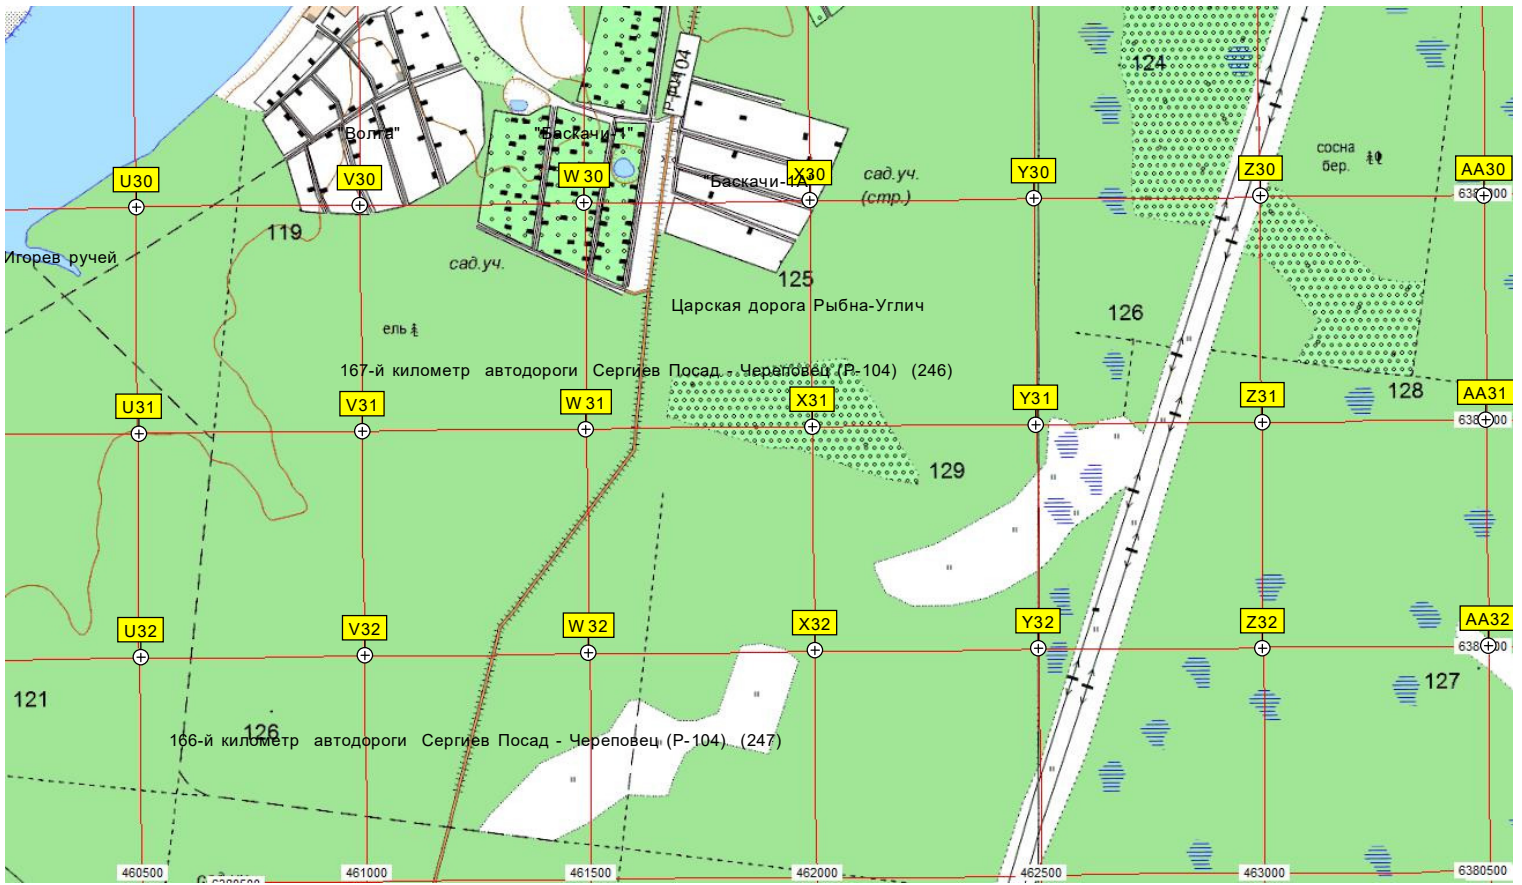 124
Р-104
"Волга"
"Баскачи-1"
сосна
бер.
U30
V30
W30
X30
Y30
Z30
AA30
"Баскачи-1А"
сад.уч.
(стр.)
119
Игорев ручей
сад.уч.
125
Царская дорога Рыбна-Углич
126
ель
167-й километр автодороги Сергиев Посад - Череповец (Р-104) (246)
128
U31
V31
W31
X31
Y31
Z31
AA31
129
U32
V32
W32
X32
Y32
Z32
AA32
121
127
126
166-й километр автодороги Сергиев Посад - Череповец (Р-104) (247)
460500
461000
461500
462000
462500
463000
6380500